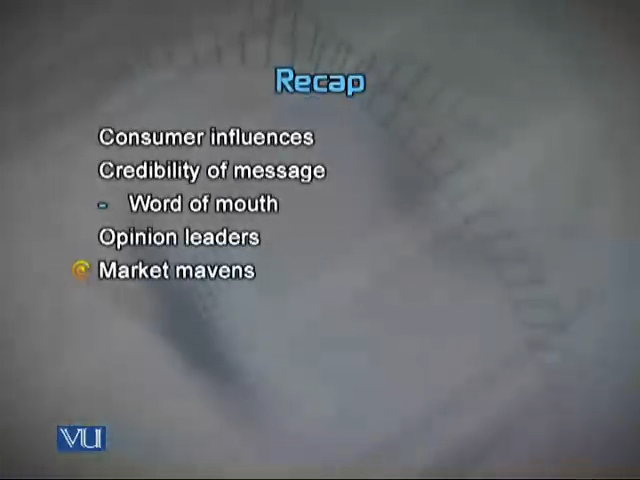 Recap
Consumer influences
Credibility of message
- Word of mouth
Opinion leaders
Market mavens
VU